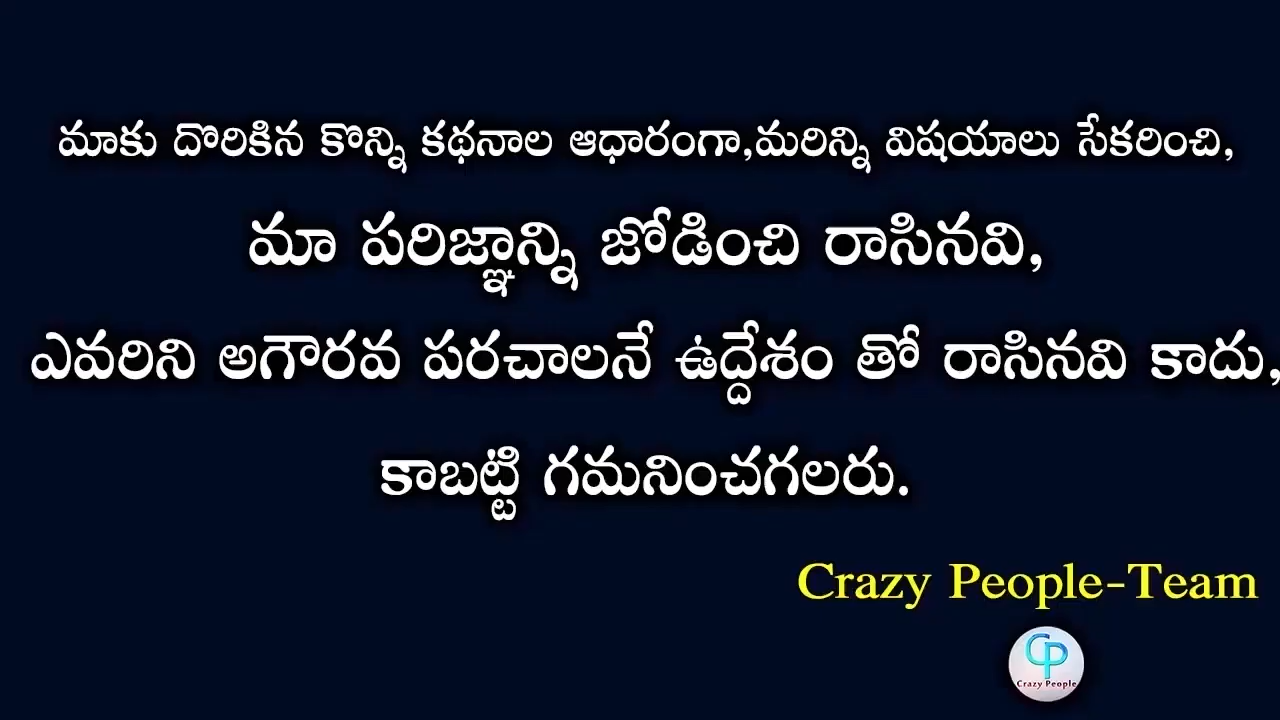 మాకు దొరికిన కొన్ని కథనాల ఆధారంగా,మరిన్ని విషయాలు సేకరించి,
మా పరిజ్ఞాన్ని జోడించి రాసినవి,
ఎవరిని అగౌరవ పరచాలనే ఉద్దేశం తో రాసినవి కాదు,
కాబట్టి గమనించగలరు.
Crazy People-Team
CP
Crazy People